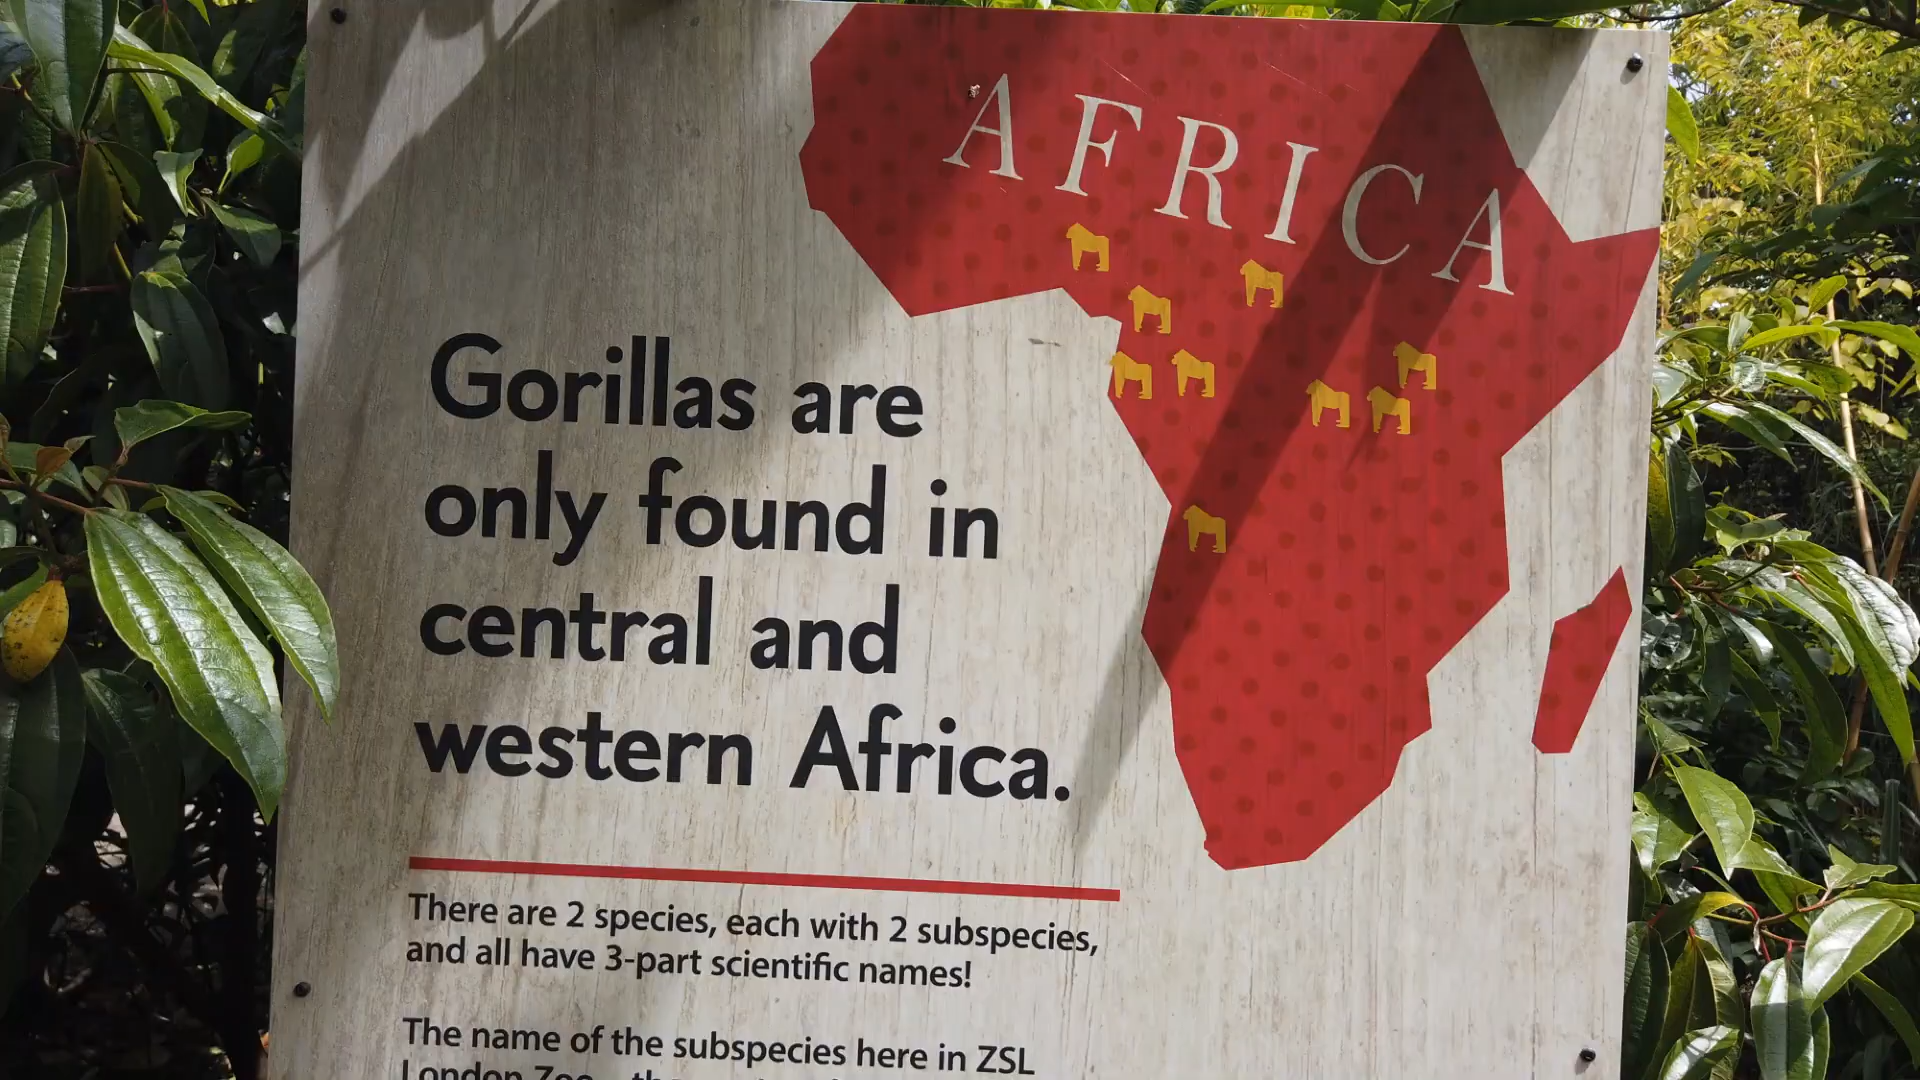 AFRICA
Gorillas are
only found in
central and
western Africa.
There are 2 species, each with 2 subspecies,
and all have 3-part scientific names!
The name of the subspecies here in ZSL
London Zoo